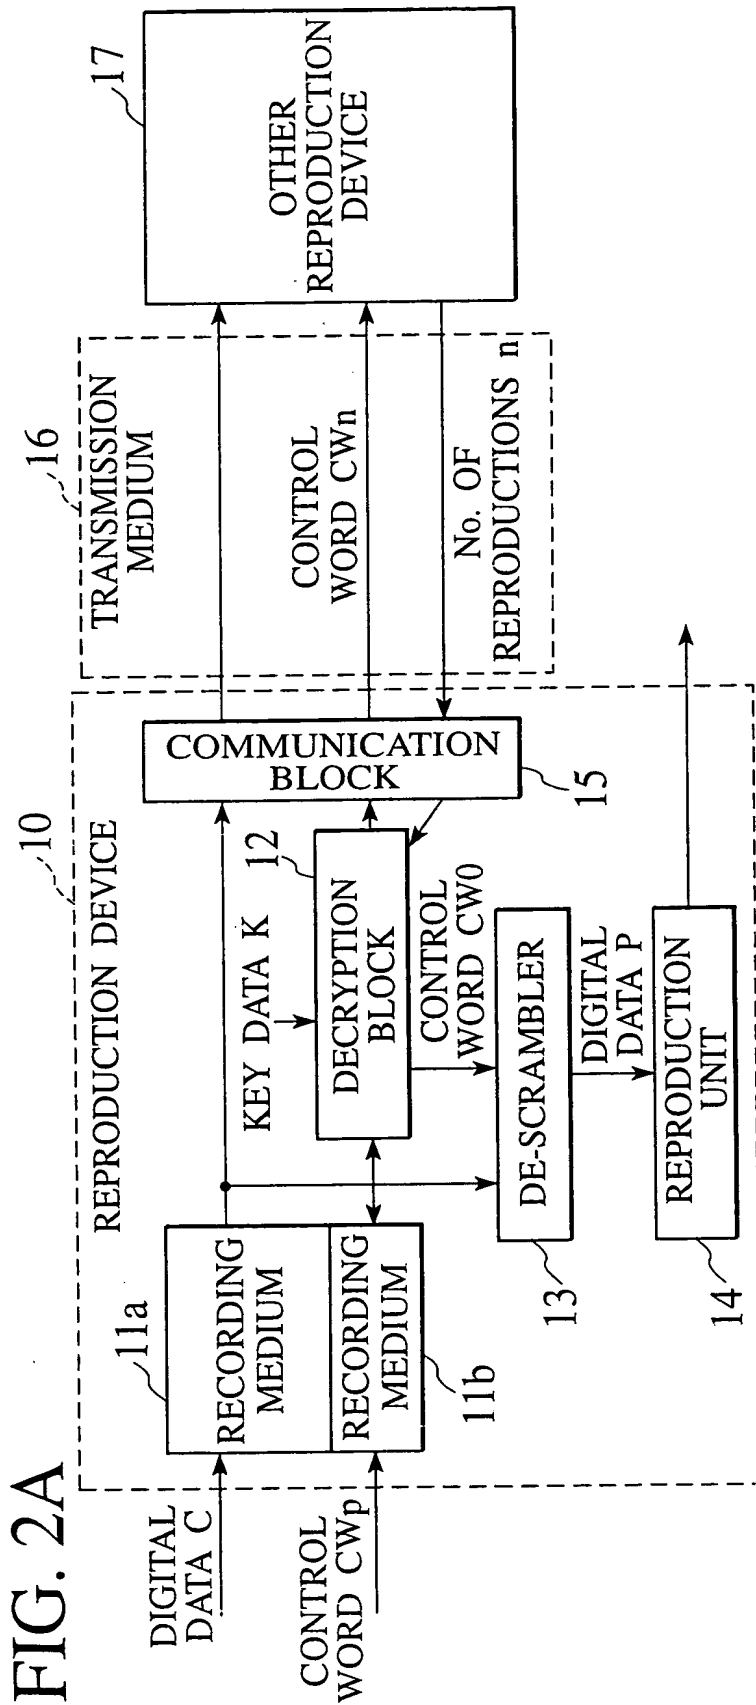 FIG. 2A
10
REPRODUCTION DEVICE
16
TRANSMISSION
MEDIUM
17
OTHER
REPRODUCTION
DEVICE
DIGITAL
DATA C
11a
RECORDING
MEDIUM
CONTROL
WORD CWp
RECORDING
MEDIUM
11b
KEY DATA K
12
DECRYPTION
BLOCK
COMMUNICATION
BLOCK
15
CONTROL
WORD CWn
No. OF
REPRODUCTIONS n
CONTROL
WORD CW0
DE-SCRAMBLER
13
DIGITAL
DATA P
REPRODUCTION
UNIT
14